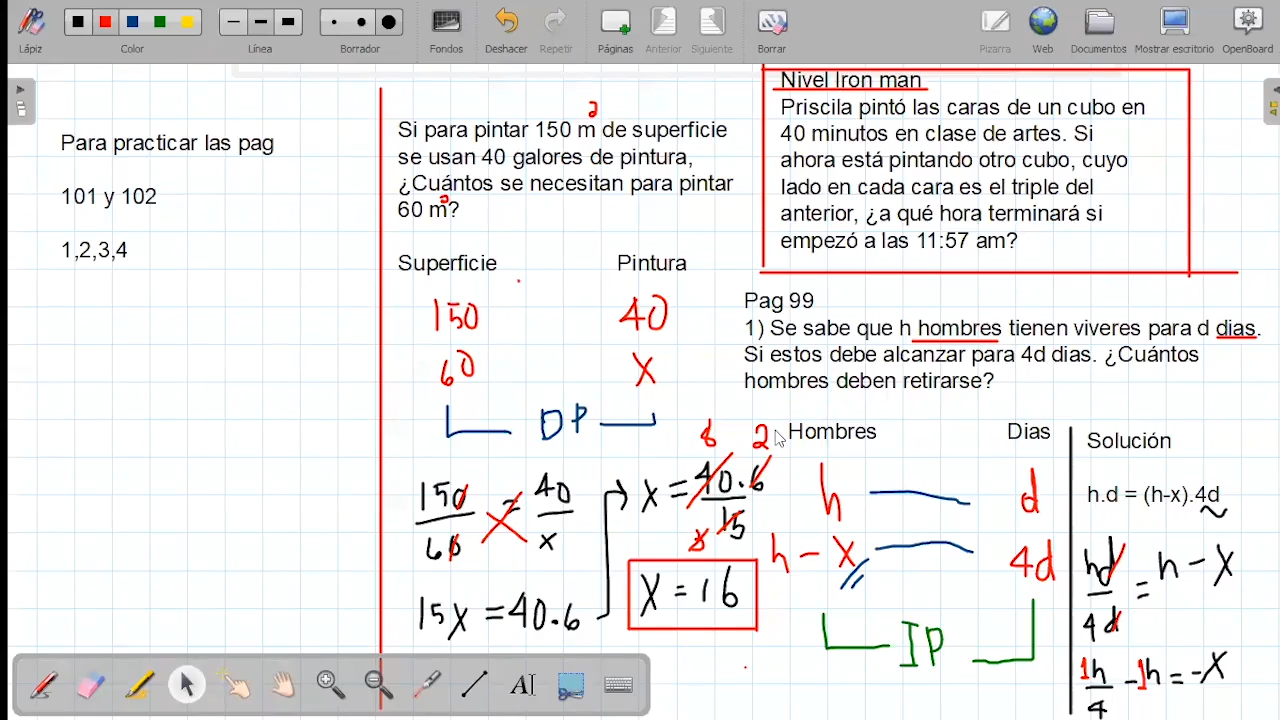 Lápiz
Color
Línea
Borrador
Fondos
Deshacer
Repetir
Páginas
Anterior
Siguiente
Borrar
Pizarra
Web
Documentos
Mostrar escritorio
OpenBoard
Para practicar las pag
101 y 102
1,2,3,4
Si para pintar 150 m² de superficie
se usan 40 galores de pintura,
¿Cuántos se necesitan para pintar
60 m²?
Superficie Pintura
150 40
60 X
DP
150/60 = 40/x
15x = 40.6
8 2
x = 40.6/15
X = 16
Nivel Iron man
Priscila pintó las caras de un cubo en
40 minutos en clase de artes. Si
ahora está pintando otro cubo, cuyo
lado en cada cara es el triple del
anterior, ¿a qué hora terminará si
empezó a las 11:57 am?
Pag 99
1) Se sabe que h hombres tienen viveres para d dias.
Si estos debe alcanzar para 4d dias. ¿Cuántos
hombres deben retirarse?
Hombres Dias
h d
h - X 4d
IP
Solución
h.d = (h-x).4d
hd/4d = h - X
1h/4 - 1h = -X